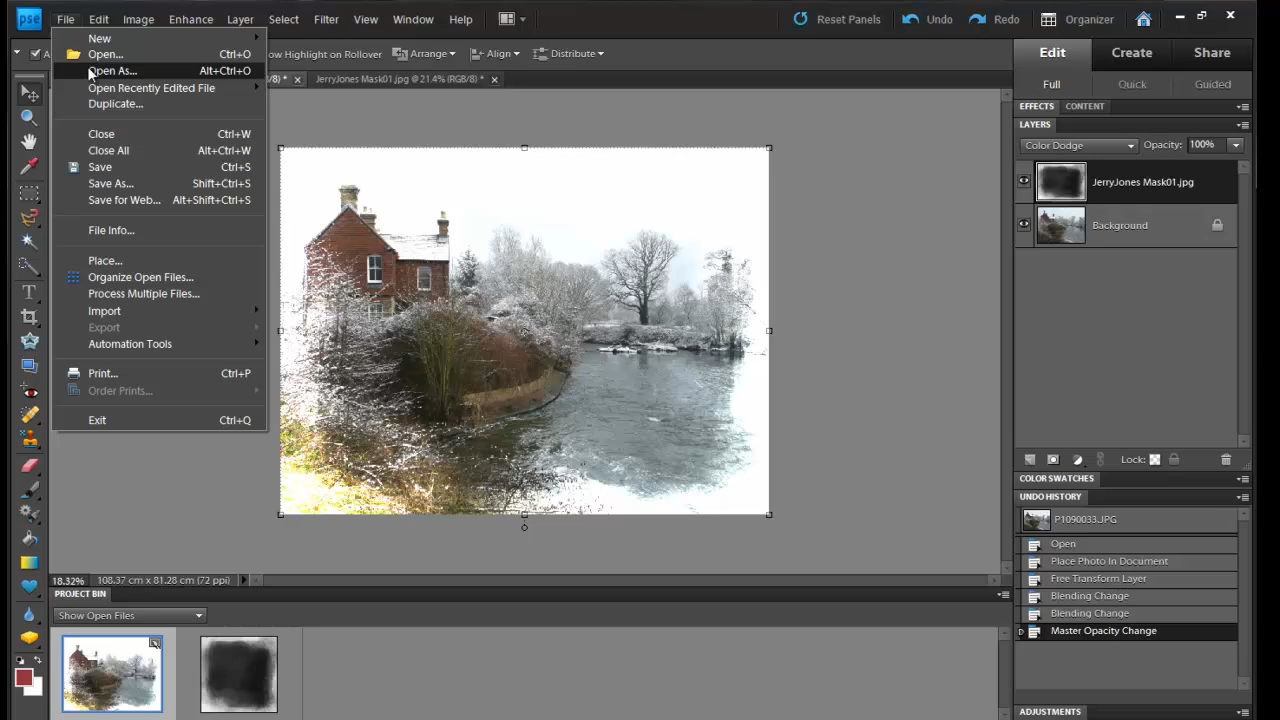 pse File Edit Image Enhance Layer Select Filter View Window Help Reset Panels Undo Redo Organizer
how Highlight on Rollover Arrange Align Distribute
Edit Create Share
Full Quick Guided
8) * JerryJones Mask01.jpg @ 21.4% (RGB/8) *
New
Open... Ctrl+O
Open As... Alt+Ctrl+O
Open Recently Edited File
Duplicate...
Close Ctrl+W
Close All Alt+Ctrl+W
Save Ctrl+S
Save As... Shift+Ctrl+S
Save for Web... Alt+Shift+Ctrl+S
File Info...
Place...
Organize Open Files...
Process Multiple Files...
Import
Export
Automation Tools
Print... Ctrl+P
Order Prints...
Exit Ctrl+Q
EFFECTS CONTENT
LAYERS
Color Dodge Opacity: 100%
JerryJones Mask01.jpg
Background
Lock:
COLOR SWATCHES
UNDO HISTORY
P1090033.JPG
Open
Place Photo In Document
Free Transform Layer
Blending Change
Blending Change
Master Opacity Change
ADJUSTMENTS
18.32% 108.37 cm x 81.28 cm (72 ppi)
PROJECT BIN
Show Open Files